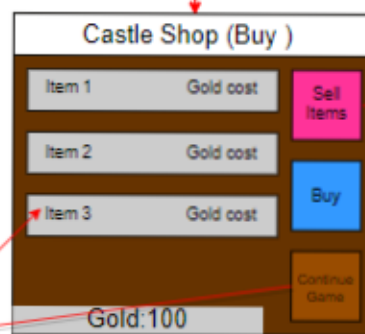 Castle Shop (Buy )
Item 1 Gold cost
Sell
Items
Item 2 Gold cost
Buy
Item 3 Gold cost
Continue
Game
Gold:100